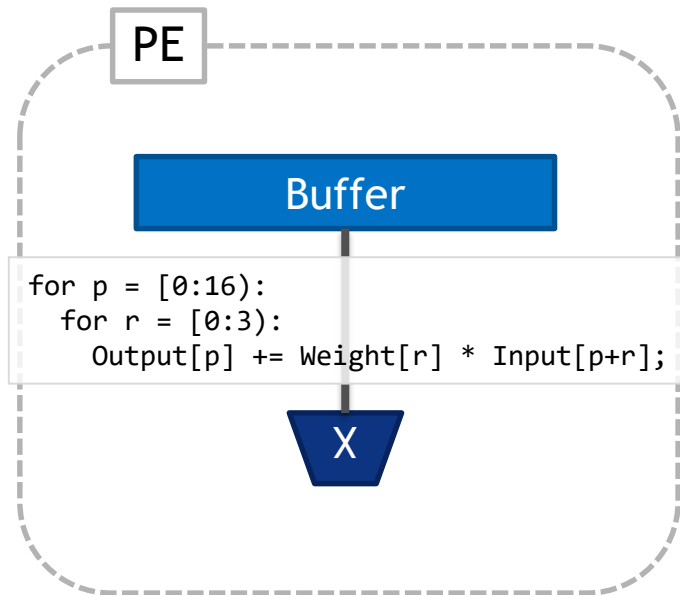 PE
Buffer
for p = [0:16):
  for r = [0:3):
    Output[p] += Weight[r] * Input[p+r];
X